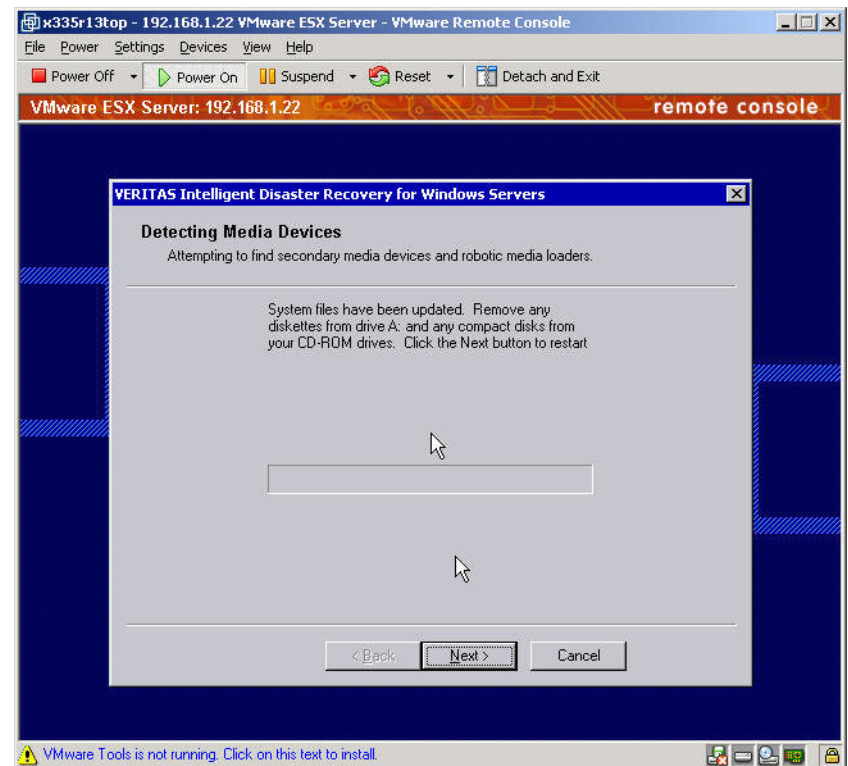 x335r13top - 192.168.1.22 VMware ESX Server - VMware Remote Console
File Power Settings Devices View Help
Power Off Power On Suspend Reset Detach and Exit
VMware ESX Server: 192.168.1.22 remote console
VERITAS Intelligent Disaster Recovery for Windows Servers
Detecting Media Devices
Attempting to find secondary media devices and robotic media loaders.
System files have been updated. Remove any
diskettes from drive A: and any compact disks from
your CD-ROM drives. Click the Next button to restart
< Back Next > Cancel
VMware Tools is not running. Click on this text to install.